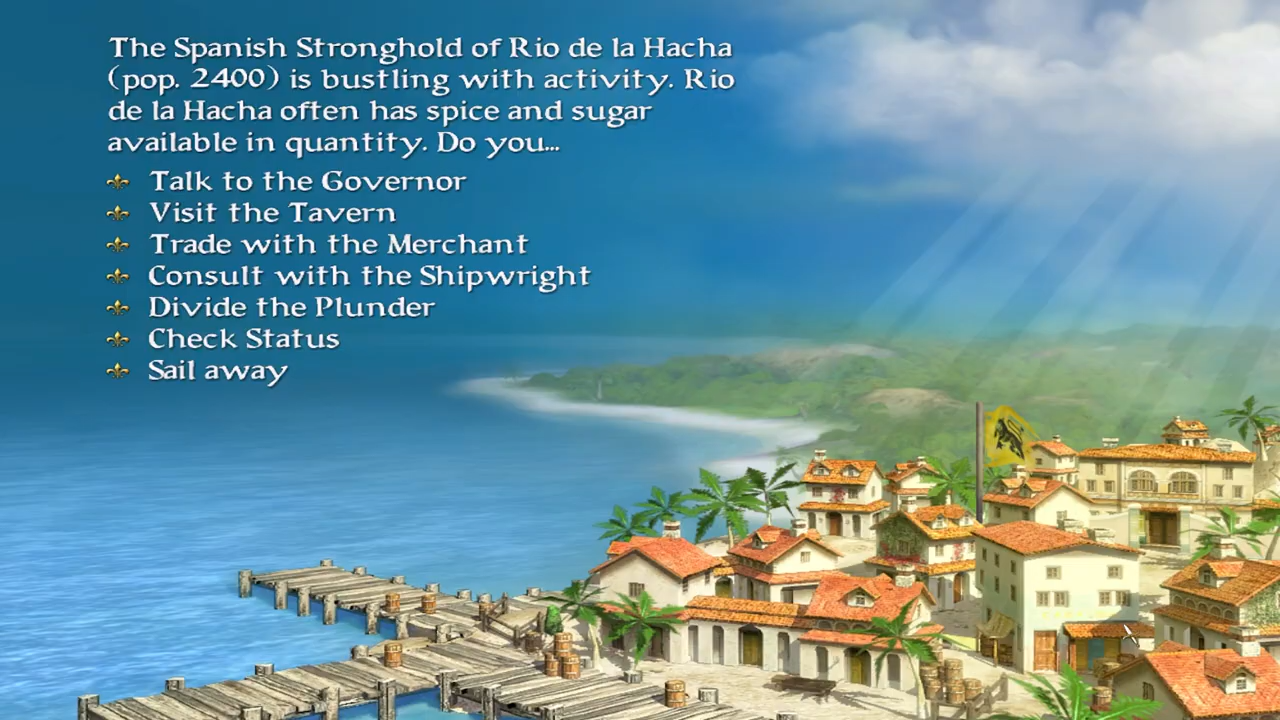 The Spanish Stronghold of Rio de la Hacha
(pop. 2400) is bustling with activity. Rio
de la Hacha often has spice and sugar
available in quantity. Do you...
Talk to the Governor
Visit the Tavern
Trade with the Merchant
Consult with the Shipwright
Divide the Plunder
Check Status
Sail away